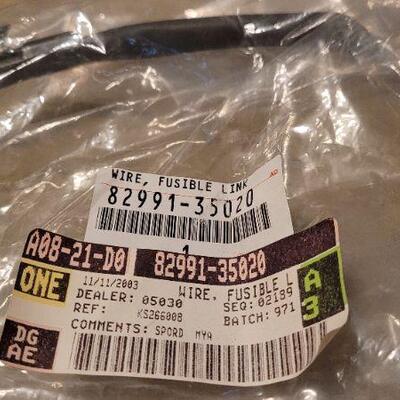 WIRE, FUSIBLE LINK
82991-35020
1
A08-21-D0 82991-35020
ONE 11/11/2003 WIRE, FUSIBLE L A
DEALER: 05030 SEQ: 02189 3
REF: KS266008 BATCH: 971
DG COMMENTS: SPORD MYA
AE